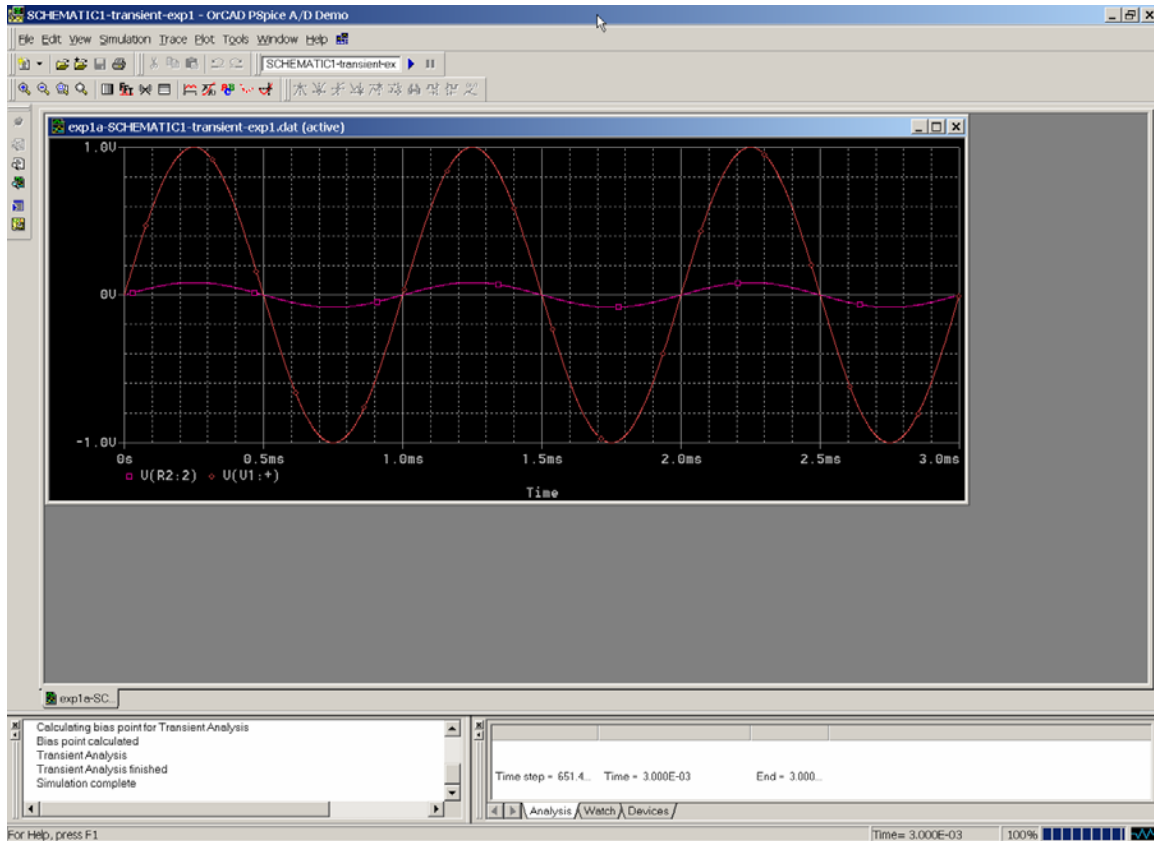 SCHEMATIC1-transient-exp1 - OrCAD PSpice A/D Demo
File Edit View Simulation Trace Plot Tools Window Help
SCHEMATIC1-transient-ex
exp1a-SCHEMATIC1-transient-exp1.dat (active)
1.0V
0V
-1.0V
0s 0.5ms 1.0ms 1.5ms 2.0ms 2.5ms 3.0ms
V(R2:2) V(V1:+)
Time
exp1a-SC...
Calculating bias point for Transient Analysis
Bias point calculated
Transient Analysis
Transient Analysis finished
Simulation complete
Time step = 651.4... Time = 3.000E-03 End = 3.000...
Analysis Watch Devices
For Help, press F1
Time= 3.000E-03 100%